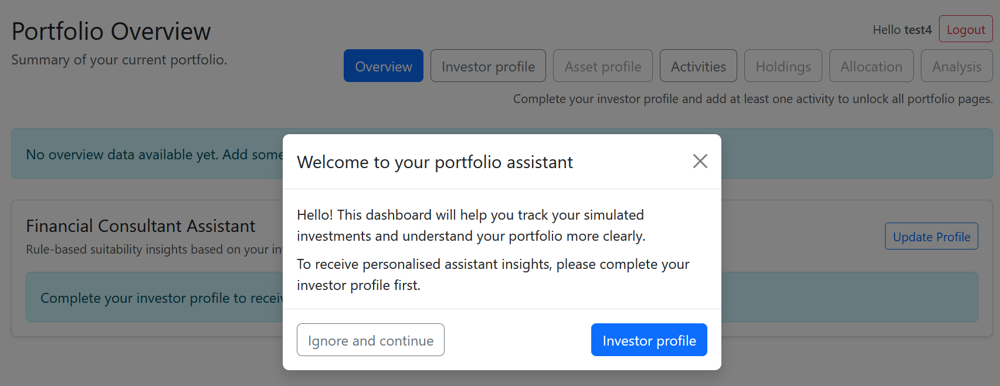 Portfolio Overview
Hello test4
Logout
Summary of your current portfolio.
Overview
Investor profile
Asset profile
Activities
Holdings
Allocation
Analysis
Complete your investor profile and add at least one activity to unlock all portfolio pages.
No overview data available yet. Add some
Welcome to your portfolio assistant
Hello! This dashboard will help you track your simulated
investments and understand your portfolio more clearly.
To receive personalised assistant insights, please complete your
investor profile first.
Ignore and continue
Investor profile
Financial Consultant Assistant
Rule-based suitability insights based on your in
Update Profile
Complete your investor profile to receiv